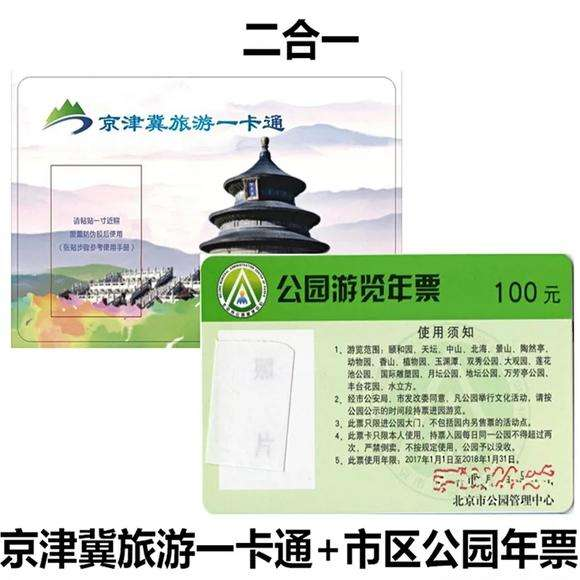 二合一
京津冀旅游一卡通
请粘贴一寸近照
覆膜防伪膜后使用
（张贴步骤参考使用手册）
公园游览年票
100元
使用须知
1、游览范围：颐和园、天坛、中山、北海、景山、陶然亭、
动物园、香山、植物园、玉渊潭、双秀公园、大观园、莲花
池公园、国际雕塑园、月坛公园、地坛公园、万芳亭公园、
丰台花园、水立方。
2、经市公安局、市发改委同意，凡公园举行文化活动，请按
公园公示的时间段持票进园游览。
3、此票只限进公园大门，不包括园内另售票的活动点。
4、此票卡只限本人使用，持票入园每日同一公园不得超过两
次，严禁倒卖。不按规定使用，公园予以没收。
5、此票使用年限：2017年1月1日至2018年1月31日。
北京市公园管理中心
照
片
京津冀旅游一卡通+市区公园年票